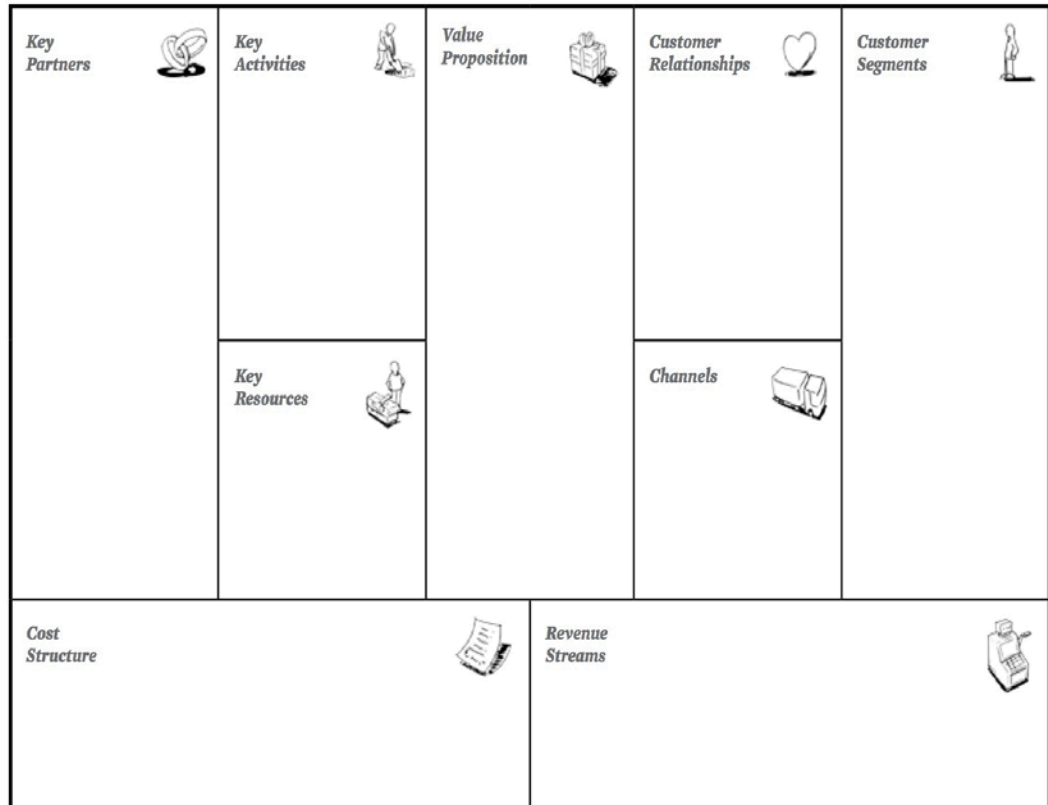 Key
Partners
Key
Activities
Value
Proposition
Customer
Relationships
Customer
Segments
Key
Resources
Channels
Cost
Structure
Revenue
Streams